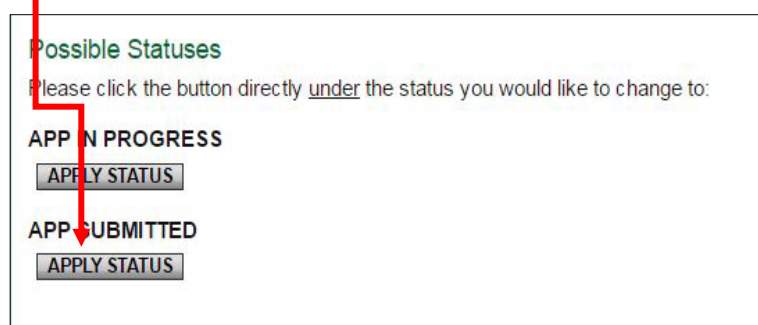 Possible Statuses
Please click the button directly under the status you would like to change to:
APP IN PROGRESS
APPLY STATUS
APP SUBMITTED
APPLY STATUS